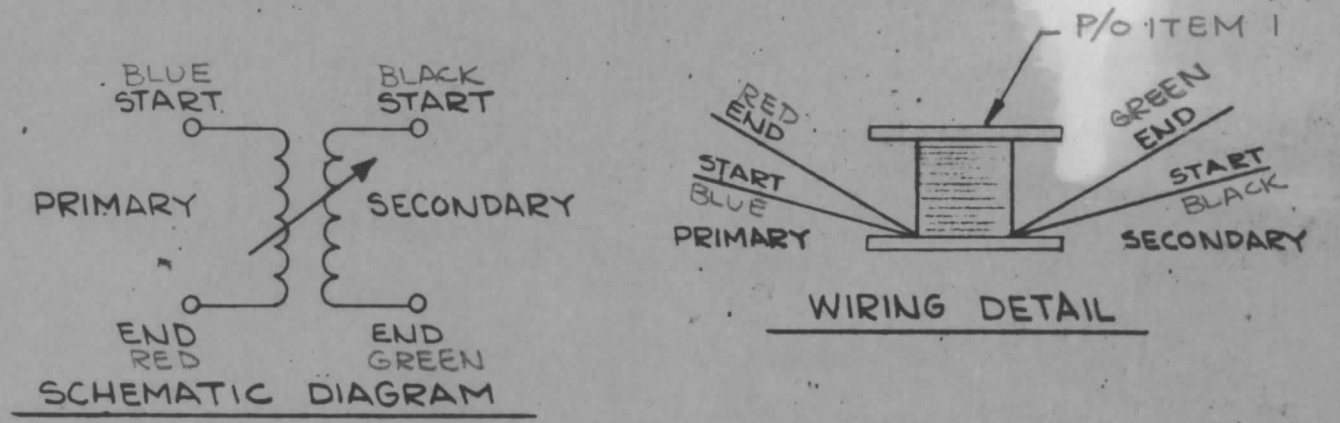 BLUE
START
BLACK
START
PRIMARY
SECONDARY
END
RED
END
GREEN
SCHEMATIC DIAGRAM
P/O ITEM 1
RED
END
START
BLUE
PRIMARY
GREEN
END
START
BLACK
SECONDARY
WIRING DETAIL